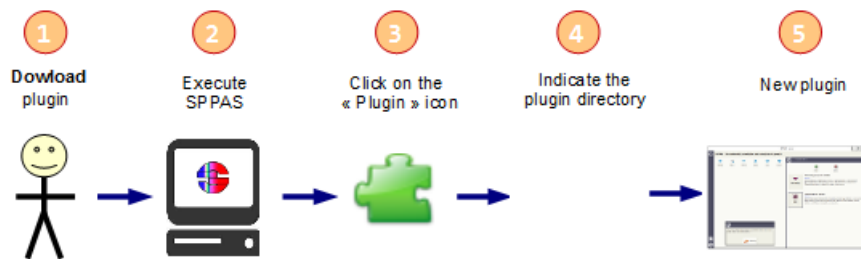 1
Dowload
plugin
2
Execute
SPPAS
3
Click on the
« Plugin » icon
4
Indicate the
plugin directory
5
New plugin